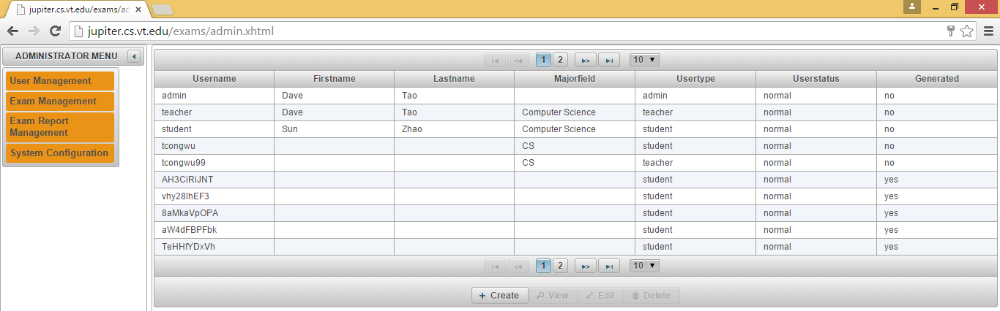 jupiter.cs.vt.edu/exams/ad
jupiter.cs.vt.edu/exams/admin.xhtml
ADMINISTRATOR MENU
User Management
Exam Management
Exam Report
Management
System Configuration
1 2 10
Username Firstname Lastname Majorfield Usertype Userstatus Generated
admin Dave Tao admin normal no
teacher Dave Tao Computer Science teacher normal no
student Sun Zhao Computer Science student normal no
tcongwu CS student normal no
tcongwu99 CS teacher normal no
AH3CiRiJNT student normal yes
vhy28IhEF3 student normal yes
8aMkaVpOPA student normal yes
aW4dFBPFbk student normal yes
TeHHfYDxVh student normal yes
1 2 10
Create View Edit Delete